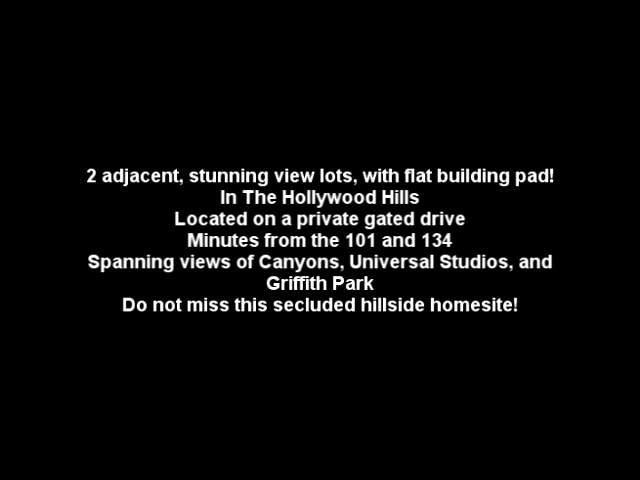 2 adjacent, stunning view lots, with flat building pad!
In The Hollywood Hills
Located on a private gated drive
Minutes from the 101 and 134
Spanning views of Canyons, Universal Studios, and
Griffith Park
Do not miss this secluded hillside homesite!